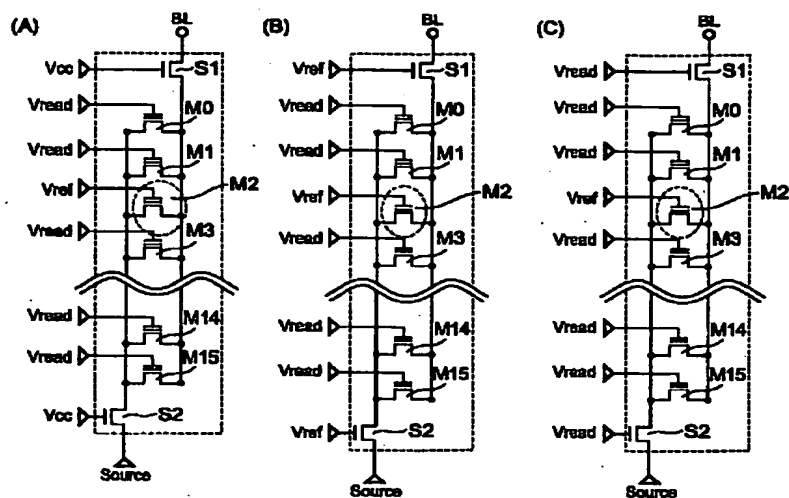 (A)
BL
Vcc
S1
Vread
M0
Vread
M1
Vref
M2
Vread
M3
Vread
M14
Vread
M15
Vcc
S2
Source
(B)
BL
Vref
S1
Vread
M0
Vread
M1
Vref
M2
Vread
M3
Vread
M14
Vread
M15
Vref
S2
Source
(C)
BL
Vread
S1
Vread
M0
Vread
M1
Vref
M2
Vread
M3
Vread
M14
Vread
M15
Vread
S2
Source